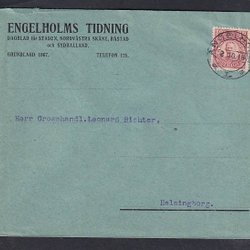 ENGELHOLMS TIDNING
DAGBLAD för STADEN, NORDVÄSTRA SKÅNE, BÅSTAD
och SYDHALLAND.
GRUNDLAGD 1867. TELEFON 125.
Herr Grosshandl. Leonard Richter.
Helsingborg.